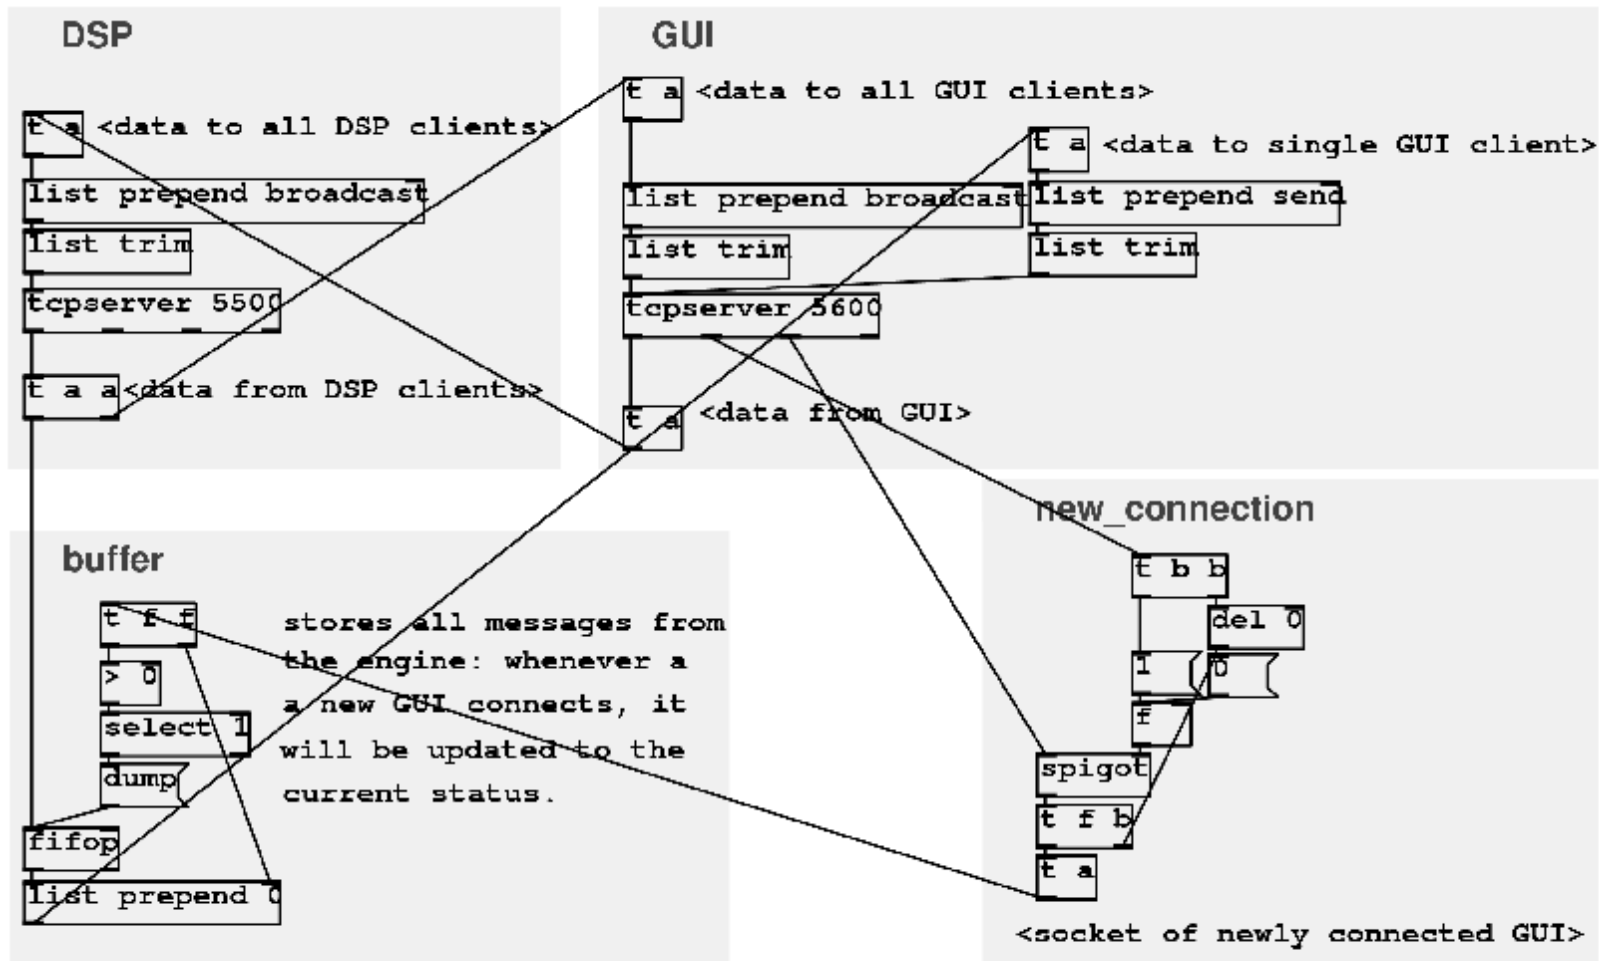 DSP
t a <data to all DSP clients>
list prepend broadcast
list trim
tcpserver 5500
t a a <data from DSP clients>
GUI
t a <data to all GUI clients>
t a <data to single GUI client>
list prepend broadcast
list prepend send
list trim
list trim
tcpserver 5600
t a <data from GUI>
buffer
t f f
> 0
select 1
dump
fifop
list prepend 0
stores all messages from
the engine: whenever a
a new GUI connects, it
will be updated to the
current status.
new_connection
t b b
del 0
1
0
f
spigot
t f b
t a
<socket of newly connected GUI>